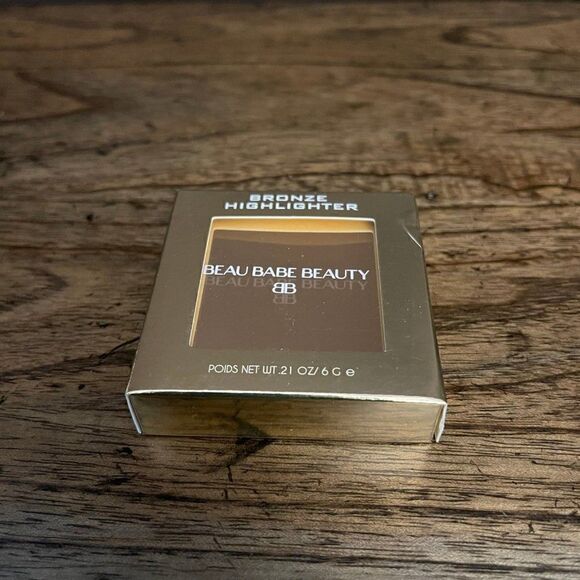 BRONZE
HIGHLIGHTER
BEAU BABE BEAUTY
BB
POIDS NET WT .21 OZ/ 6 G e